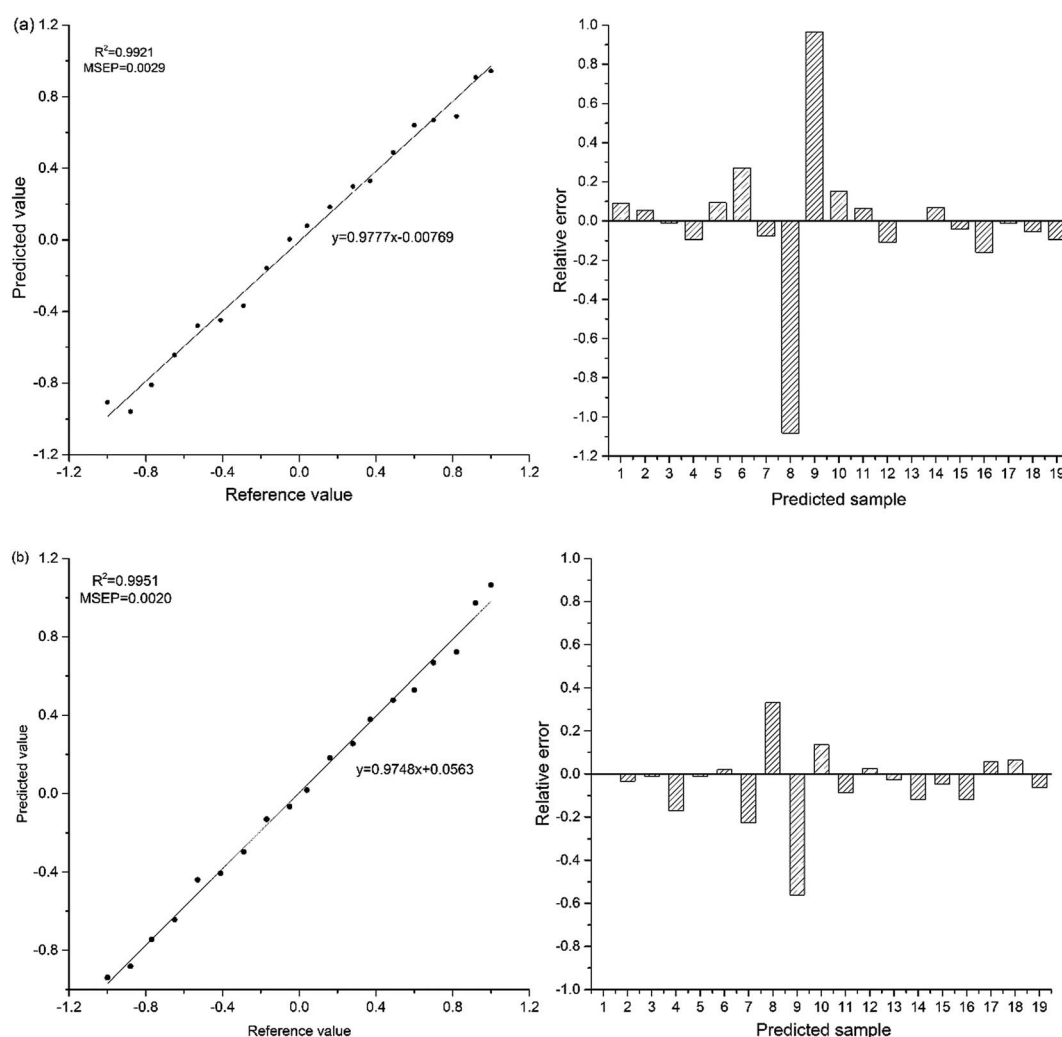 (a)
R²=0.9921
MSEP=0.0029
y=0.9777x-0.00769
1.2
0.8
0.4
0.0
-0.4
-0.8
-1.2
Predicted value
-1.2 -0.8 -0.4 0.0 0.4 0.8 1.2
Reference value
1.0
0.8
0.6
0.4
0.2
0.0
-0.2
-0.4
-0.6
-0.8
-1.0
-1.2
Relative error
1 2 3 4 5 6 7 8 9 10 11 12 13 14 15 16 17 18 19
Predicted sample
(b)
R²=0.9951
MSEP=0.0020
y=0.9748x+0.0563
1.2
0.8
0.4
0.0
-0.4
-0.8
Predicted value
-1.2 -0.8 -0.4 0.0 0.4 0.8 1.2
Reference value
1.0
0.8
0.6
0.4
0.2
0.0
-0.2
-0.4
-0.6
-0.8
-1.0
Relative error
1 2 3 4 5 6 7 8 9 10 11 12 13 14 15 16 17 18 19
Predicted sample